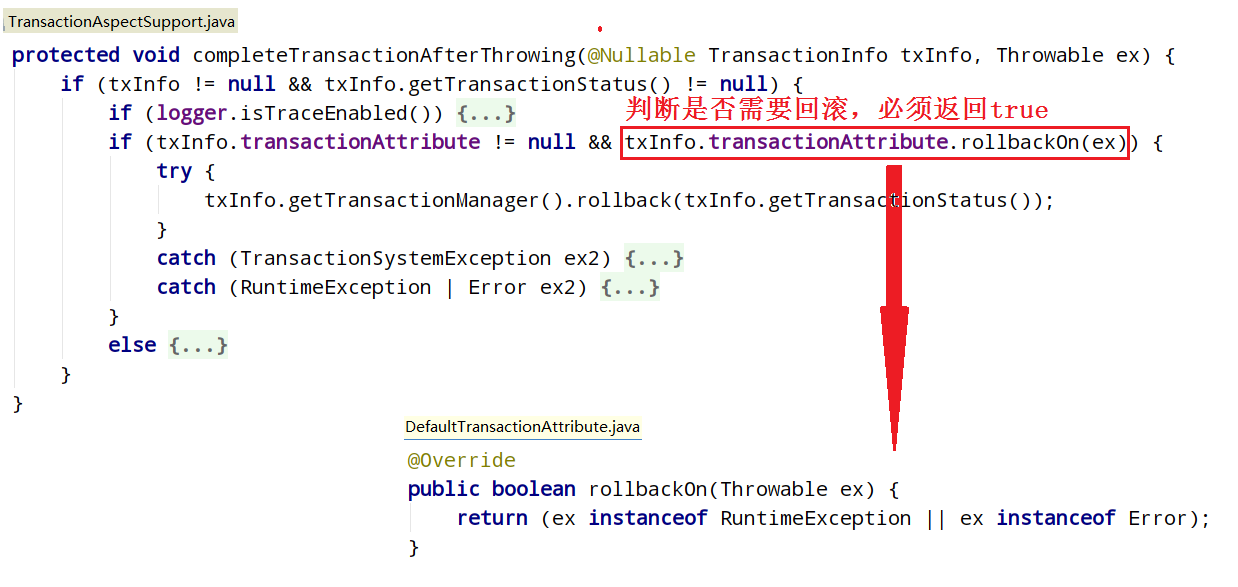 TransactionAspectSupport.java
protected void completeTransactionAfterThrowing(@Nullable TransactionInfo txInfo, Throwable ex) {
if (txInfo != null && txInfo.getTransactionStatus() != null) {
if (logger.isTraceEnabled()) {...}
判断是否需要回滚，必须返回true
if (txInfo.transactionAttribute != null && txInfo.transactionAttribute.rollbackOn(ex)) {
try {
txInfo.getTransactionManager().rollback(txInfo.getTransactionStatus());
}
catch (TransactionSystemException ex2) {...}
catch (RuntimeException | Error ex2) {...}
}
else {...}
}
}
DefaultTransactionAttribute.java
@Override
public boolean rollbackOn(Throwable ex) {
return (ex instanceof RuntimeException || ex instanceof Error);
}